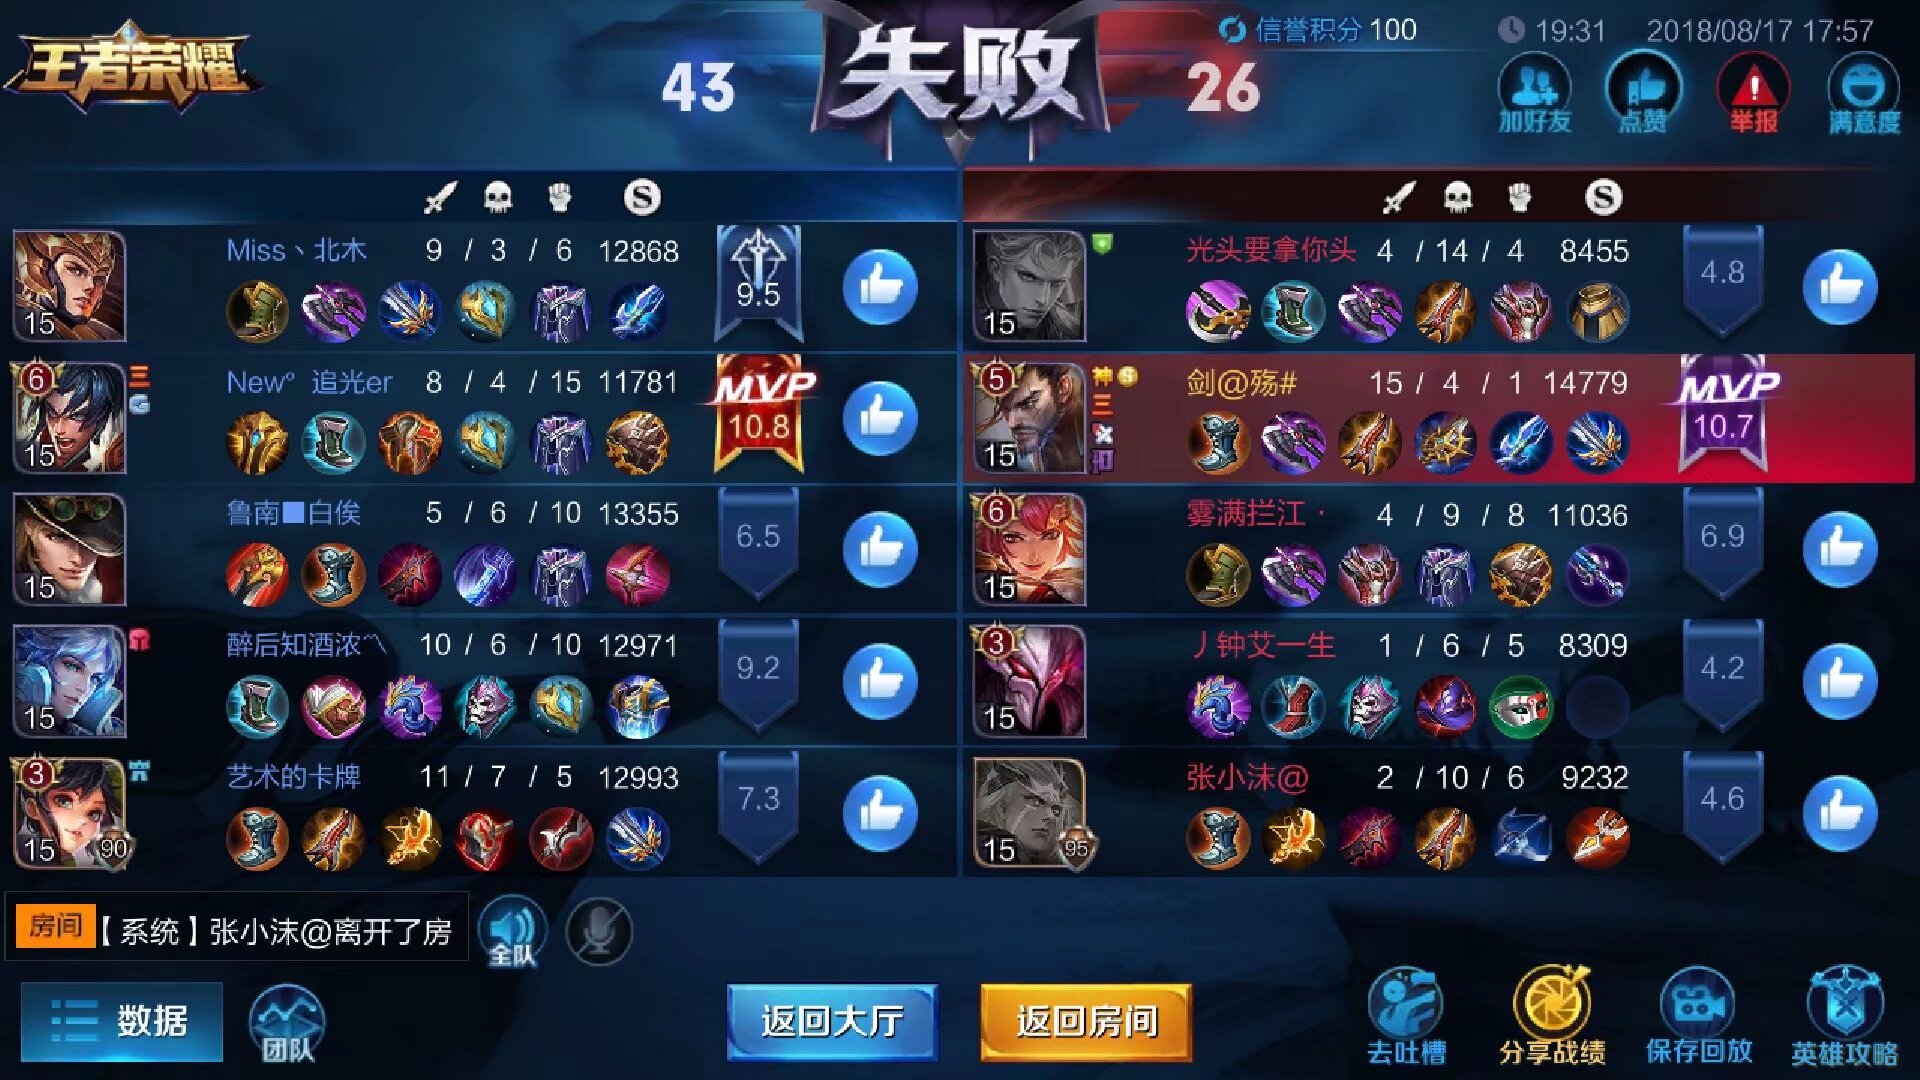 王者荣耀
43
失败
26
信誉积分 100
19:31
2018/08/17 17:57
加好友
点赞
举报
满意度
S
S
15
Miss丶北木 9 / 3 / 6 12868
9.5
15
光头要拿你头 4 / 14 / 4 8455
4.8
6
15
三
G
New° 追光er 8 / 4 / 15 11781
MVP
10.8
5
15
神
S
三
剑@殇# 15 / 4 / 1 14779
MVP
10.7
15
鲁南■白俟 5 / 6 / 10 13355
6.5
6
15
雾满拦江· 4 / 9 / 8 11036
6.9
15
醉后知酒浓〽 10 / 6 / 10 12971
9.2
3
15
丿钟艾一生 1 / 6 / 5 8309
4.2
3
15
90
艺术的卡牌 11 / 7 / 5 12993
7.3
15
95
张小沫@ 2 / 10 / 6 9232
4.6
房间
【系统】张小沫@离开了房
全队
数据
团队
返回大厅
返回房间
去吐槽
分享战绩
保存回放
英雄攻略